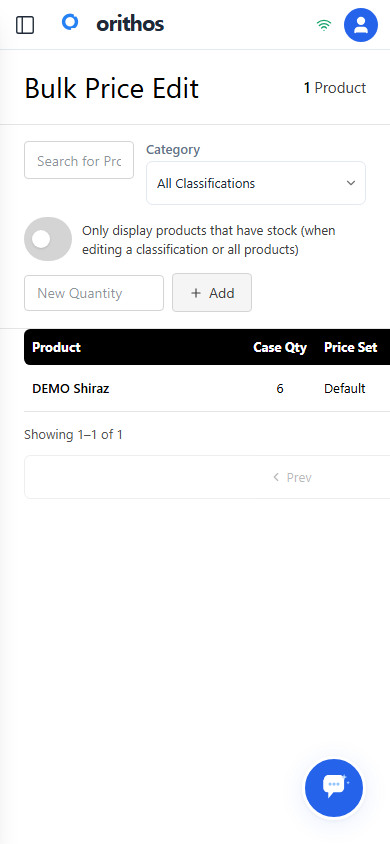 orithos
Bulk Price Edit
1 Product
Search for Pro
Category
All Classifications
Only display products that have stock (when
editing a classification or all products)
New Quantity
+ Add
Product Case Qty Price Set
DEMO Shiraz 6 Default
Showing 1–1 of 1
Prev